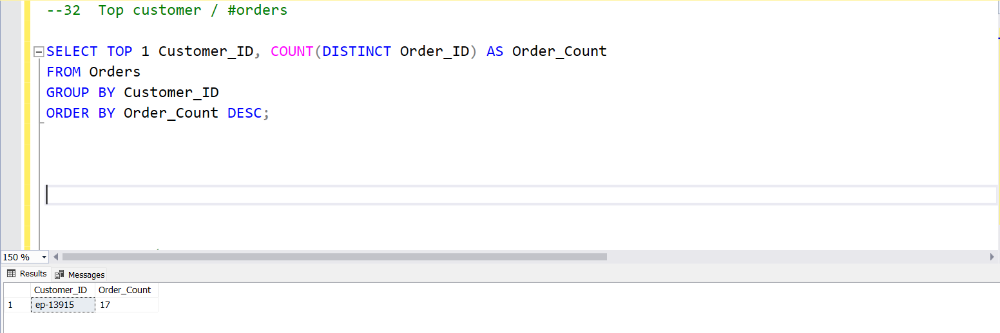 --32  Top customer / #orders
SELECT TOP 1 Customer_ID, COUNT(DISTINCT Order_ID) AS Order_Count
FROM Orders
GROUP BY Customer_ID
ORDER BY Order_Count DESC;
150 %
Results Messages
Customer_ID Order_Count
1 ep-13915 17